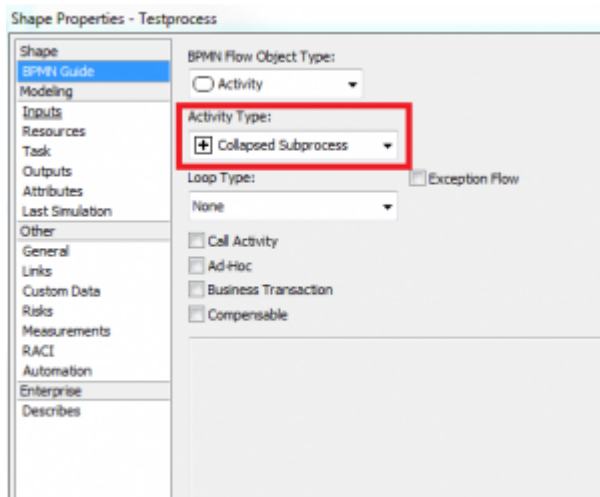 Shape Properties - Testprocess
Shape
BPMN Guide
Modeling
Inputs
Resources
Task
Outputs
Attributes
Last Simulation
Other
General
Links
Custom Data
Risks
Measurements
RACI
Automation
Enterprise
Describes
BPMN Flow Object Type:
Activity
Activity Type:
Collapsed Subprocess
Loop Type:
Exception Flow
None
Call Activity
Ad-Hoc
Business Transaction
Compensable